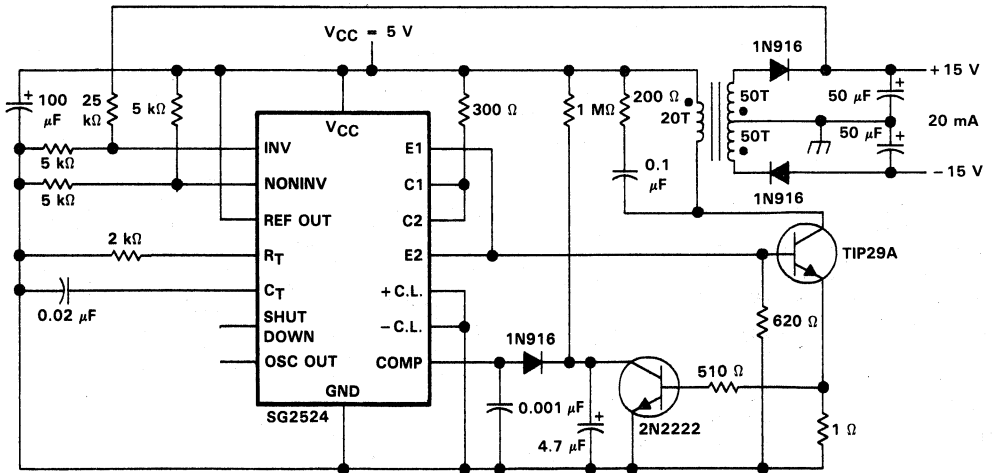 VCC = 5 V
1N916
+15 V
100 μF
25 kΩ
5 kΩ
VCC
300 Ω
1 MΩ
200 Ω
20T
50T
50T
50 μF
50 μF
20 mA
5 kΩ
INV
E1
0.1 μF
-15 V
5 kΩ
NONINV
C1
1N916
REF OUT
C2
2 kΩ
RT
E2
TIP29A
0.02 μF
CT
+C.L.
SHUT DOWN
-C.L.
620 Ω
OSC OUT
COMP
1N916
510 Ω
GND
0.001 μF
2N2222
SG2524
4.7 μF
1 Ω
+
+
+
+